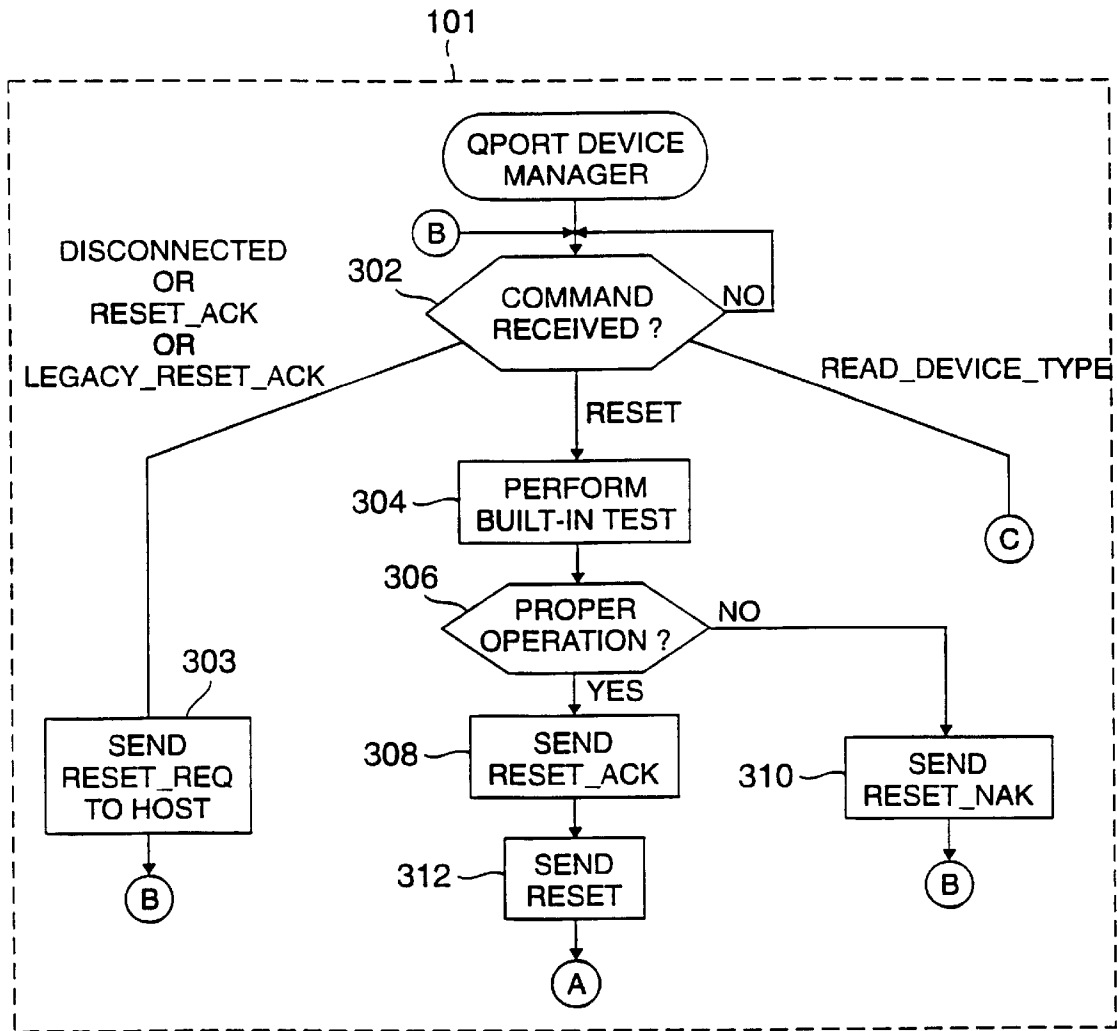 101
QPORT DEVICE
MANAGER
B
DISCONNECTED
OR
RESET_ACK
OR
LEGACY_RESET_ACK
302
COMMAND
RECEIVED ?
NO
READ_DEVICE_TYPE
RESET
304
PERFORM
BUILT-IN TEST
C
306
PROPER
OPERATION ?
NO
YES
303
SEND
RESET_REQ
TO HOST
308
SEND
RESET_ACK
310
SEND
RESET_NAK
312
SEND
RESET
B
B
A